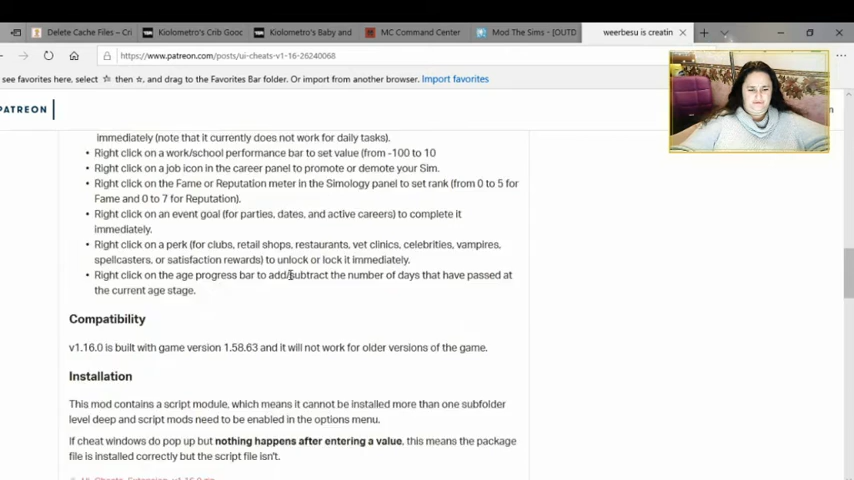 Delete Cache Files – Cri
Kiolometro's Crib Good
Kiolometro's Baby and
MC Command Center
Mod The Sims - [OUTD
weerbesu is creatin
https://www.patreon.com/posts/ui-cheats-v1-16-26240068
see favorites here, select ☆ then ☆, and drag to the Favorites Bar folder. Or import from another browser. Import favorites
PATREON
immediately (note that it currently does not work for daily tasks).
• Right click on a work/school performance bar to set value (from -100 to 10
• Right click on a job icon in the career panel to promote or demote your Sim.
• Right click on the Fame or Reputation meter in the Simology panel to set rank (from 0 to 5 for
Fame and 0 to 7 for Reputation).
• Right click on an event goal (for parties, dates, and active careers) to complete it
immediately.
• Right click on a perk (for clubs, retail shops, restaurants, vet clinics, celebrities, vampires,
spellcasters, or satisfaction rewards) to unlock or lock it immediately.
• Right click on the age progress bar to add/subtract the number of days that have passed at
the current age stage.
Compatibility
v1.16.0 is built with game version 1.58.63 and it will not work for older versions of the game.
Installation
This mod contains a script module, which means it cannot be installed more than one subfolder
level deep and script mods need to be enabled in the options menu.
If cheat windows do pop up but nothing happens after entering a value, this means the package
file is installed correctly but the script file isn't.
UI_Cheats_Extension_v1.16.0.zip